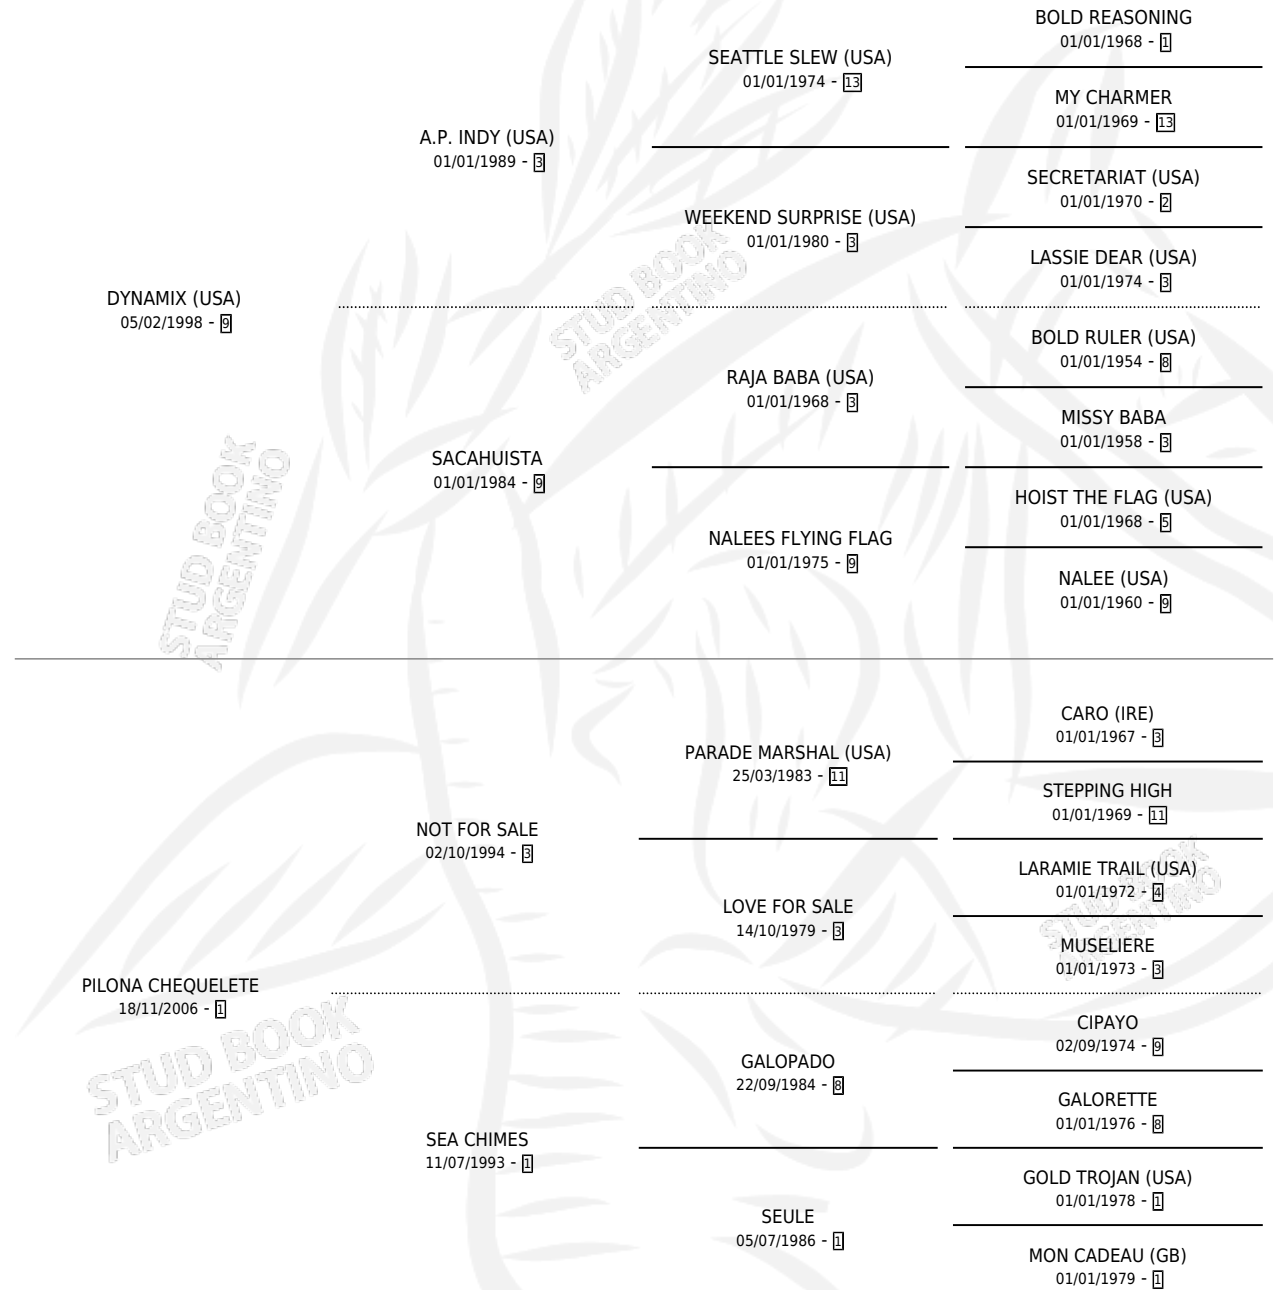 BOLD REASONING
01/01/1968 - 1
SEATTLE SLEW (USA)
01/01/1974 - 13
MY CHARMER
01/01/1969 - 13
A.P. INDY (USA)
01/01/1989 - 3
SECRETARIAT (USA)
01/01/1970 - 2
WEEKEND SURPRISE (USA)
01/01/1980 - 3
LASSIE DEAR (USA)
01/01/1974 - 3
DYNAMIX (USA)
05/02/1998 - 9
BOLD RULER (USA)
01/01/1954 - 8
RAJA BABA (USA)
01/01/1968 - 3
MISSY BABA
01/01/1958 - 3
SACAHUISTA
01/01/1984 - 9
HOIST THE FLAG (USA)
01/01/1968 - 5
NALEES FLYING FLAG
01/01/1975 - 9
NALEE (USA)
01/01/1960 - 9
CARO (IRE)
01/01/1967 - 3
PARADE MARSHAL (USA)
25/03/1983 - 11
STEPPING HIGH
01/01/1969 - 11
NOT FOR SALE
02/10/1994 - 3
LARAMIE TRAIL (USA)
01/01/1972 - 4
LOVE FOR SALE
14/10/1979 - 3
MUSELIERE
01/01/1973 - 3
PILONA CHEQUELETE
18/11/2006 - 1
CIPAYO
02/09/1974 - 9
GALOPADO
22/09/1984 - 8
GALORETTE
01/01/1976 - 8
SEA CHIMES
11/07/1993 - 1
GOLD TROJAN (USA)
01/01/1978 - 1
SEULE
05/07/1986 - 1
MON CADEAU (GB)
01/01/1979 - 1
STUD BOOK
ARGENTINO
STUD BOOK
ARGENTINO
STUD BOOK
ARGENTINO
STUD BOOK
ARGENTINO